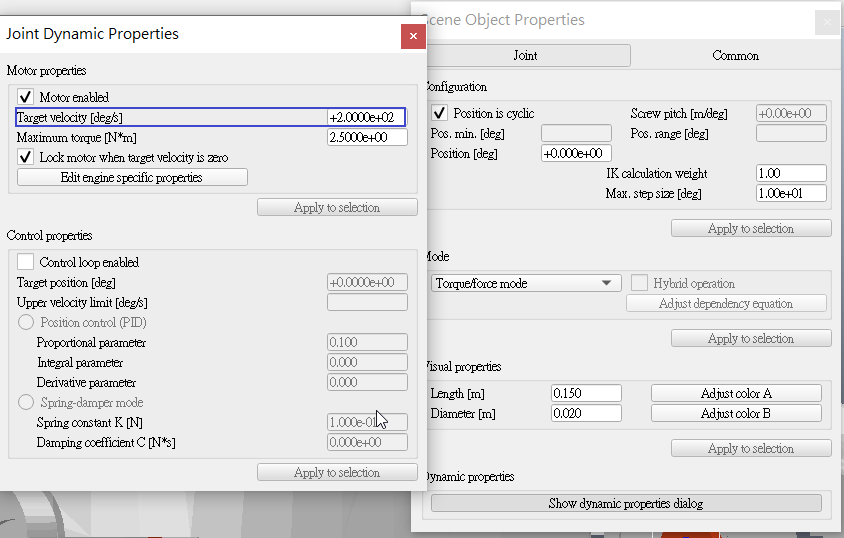 Joint Dynamic Properties
Motor properties
Motor enabled
Target velocity [deg/s] +2.0000e+02
Maximum torque [N*m] 2.5000e+00
Lock motor when target velocity is zero
Edit engine specific properties
Apply to selection
Control properties
Control loop enabled
Target position [deg] +0.0000e+00
Upper velocity limit [deg/s]
Position control (PID)
Proportional parameter 0.100
Integral parameter 0.000
Derivative parameter 0.000
Spring-damper mode
Spring constant K [N] 1.000e-01
Damping coefficient C [N*s] 0.000e+00
Apply to selection
Scene Object Properties
Joint Common
Configuration
Position is cyclic Screw pitch [m/deg] +0.00e+00
Pos. min. [deg] Pos. range [deg]
Position [deg] +0.000e+00
IK calculation weight 1.00
Max. step size [deg] 1.00e+01
Apply to selection
Mode
Torque/force mode Hybrid operation
Adjust dependency equation
Apply to selection
Visual properties
Length [m] 0.150 Adjust color A
Diameter [m] 0.020 Adjust color B
Apply to selection
Dynamic properties
Show dynamic properties dialog